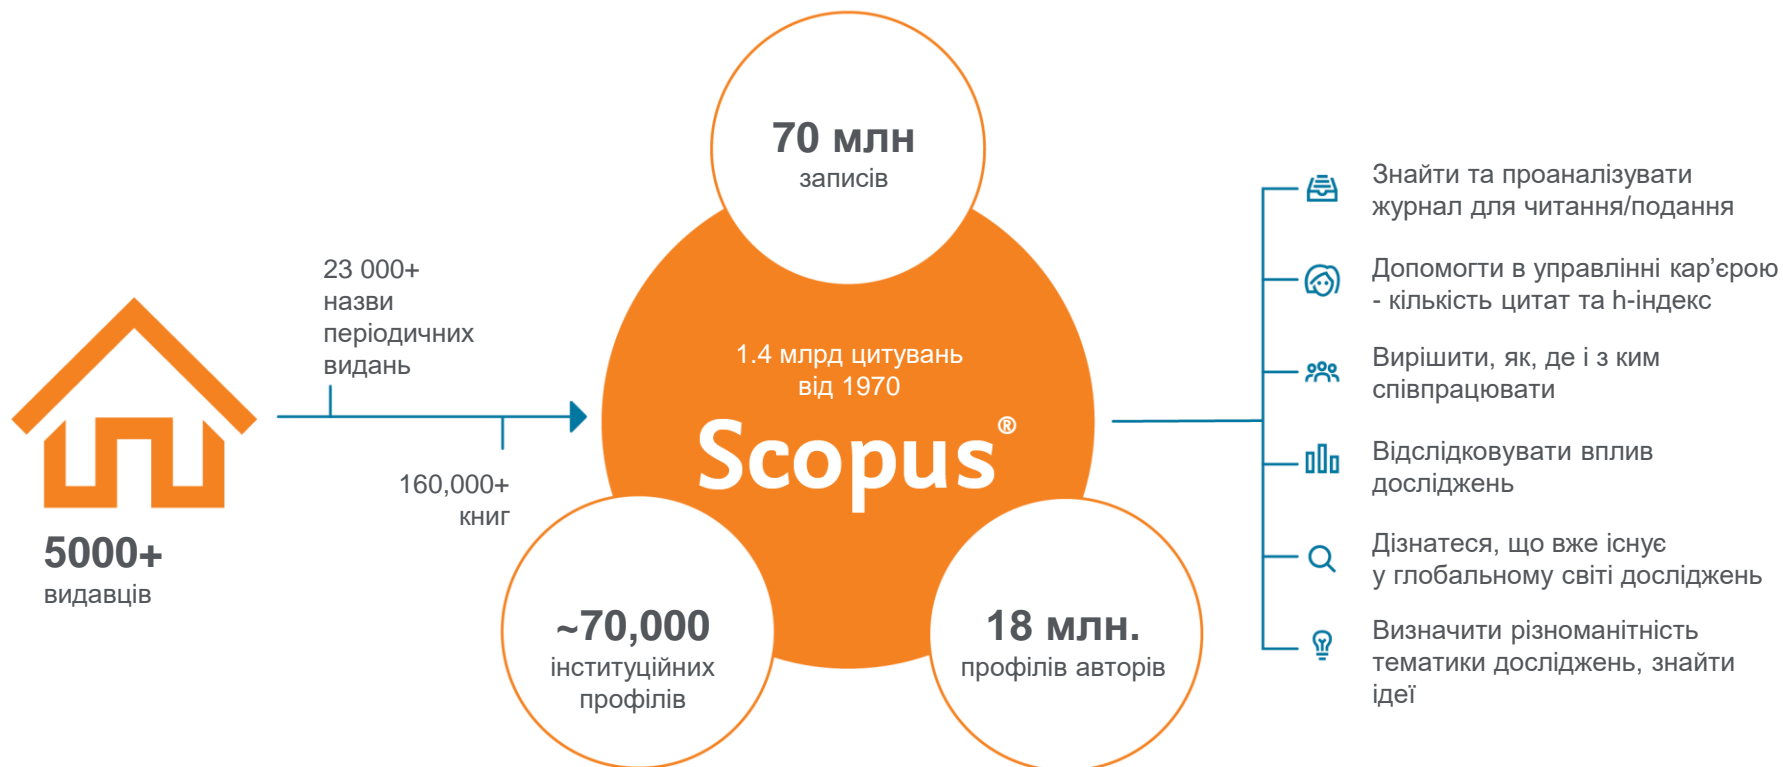 5000+
видавців
23 000+
назви
періодичних
видань
160,000+
книг
70 млн
записів
1.4 млрд цитувань
від 1970
Scopus®
~70,000
інституційних
профілів
18 млн.
профілів авторів
Знайти та проаналізувати
журнал для читання/подання
Допомогти в управлінні кар’єрою
- кількість цитат та h-індекс
Вирішити, як, де і з ким
співпрацювати
Відслідковувати вплив
досліджень
Дізнатеся, що вже існує
у глобальному світі досліджень
Визначити різноманітність
тематики досліджень, знайти
ідеї